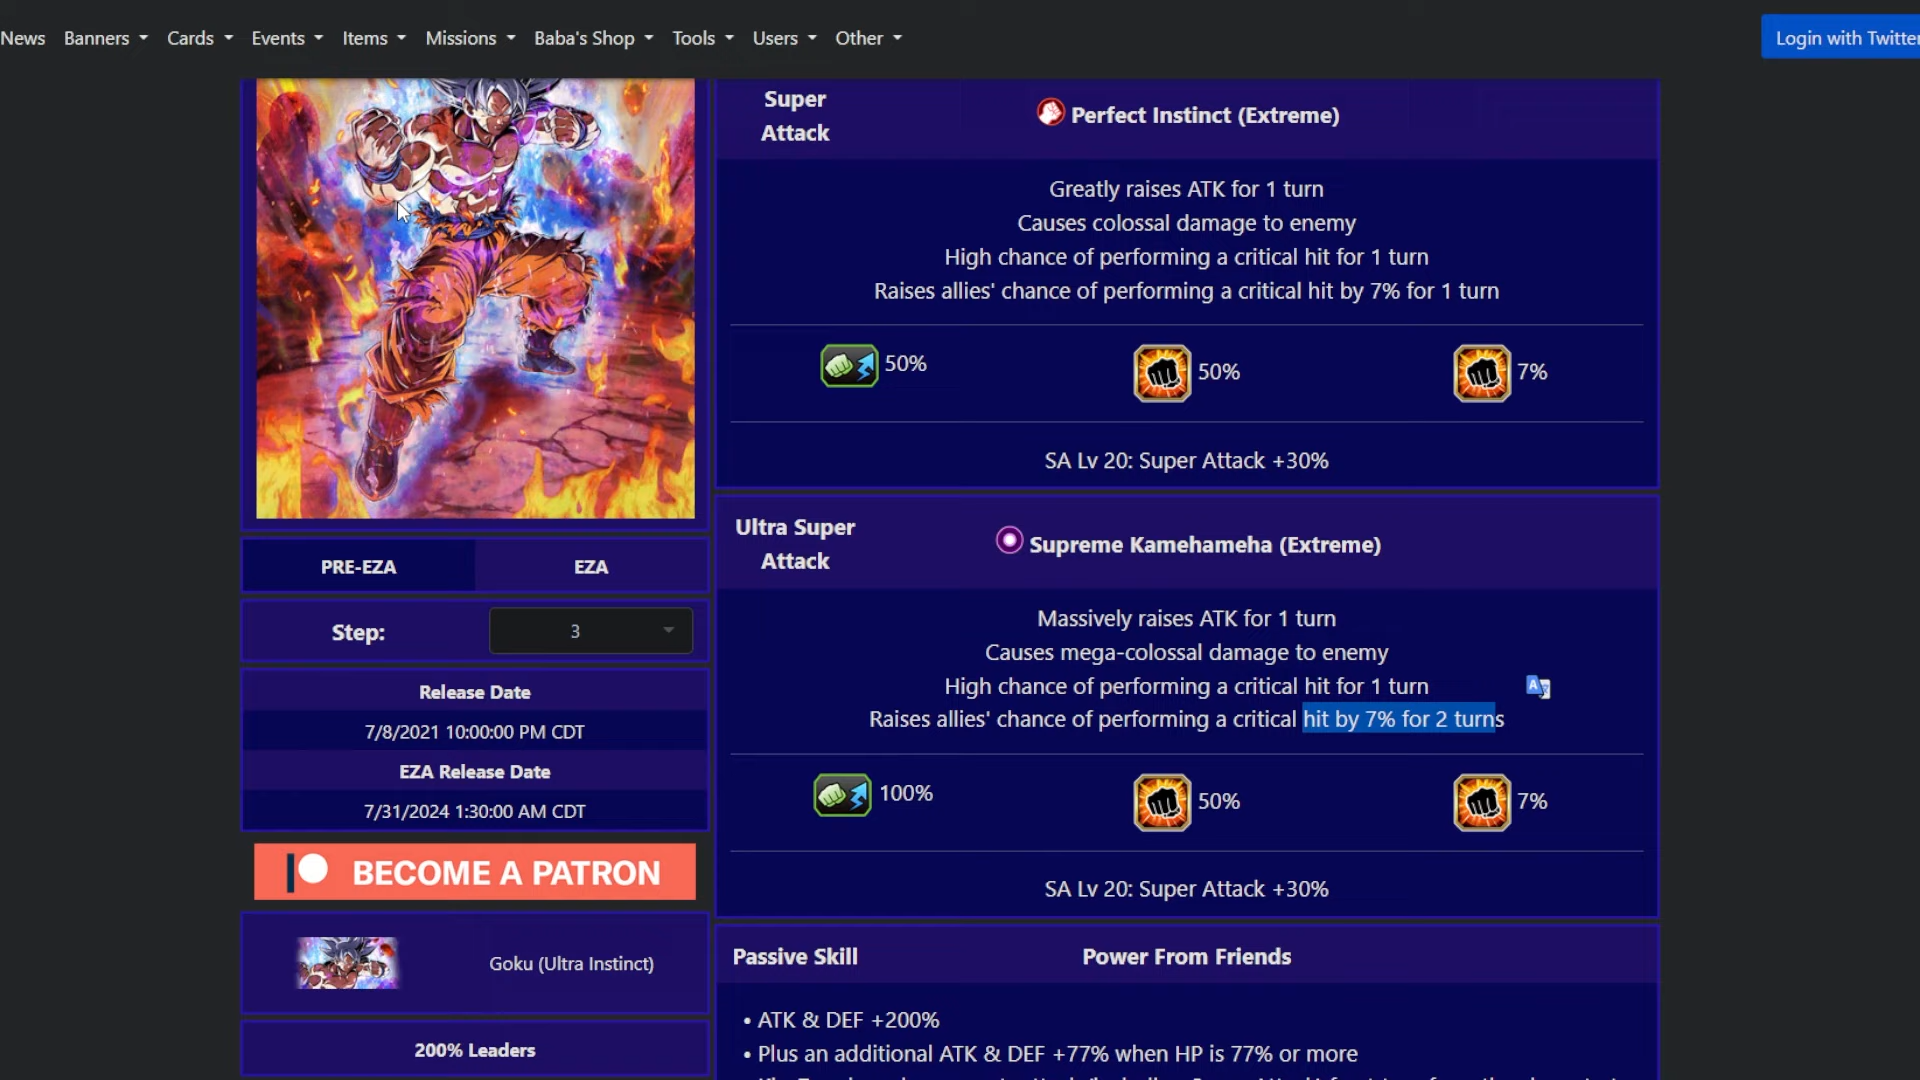 News Banners Cards Events Items Missions Baba's Shop Tools Users Other Login with Twitter
Super
Attack
Perfect Instinct (Extreme)
Greatly raises ATK for 1 turn
Causes colossal damage to enemy
High chance of performing a critical hit for 1 turn
Raises allies' chance of performing a critical hit by 7% for 1 turn
50% 50% 7%
SA Lv 20: Super Attack +30%
Ultra Super
Attack
Supreme Kamehameha (Extreme)
Massively raises ATK for 1 turn
Causes mega-colossal damage to enemy
High chance of performing a critical hit for 1 turn
Raises allies' chance of performing a critical hit by 7% for 2 turns
100% 50% 7%
SA Lv 20: Super Attack +30%
Passive Skill Power From Friends
• ATK & DEF +200%
• Plus an additional ATK & DEF +77% when HP is 77% or more
PRE-EZA EZA
Step: 3
Release Date
7/8/2021 10:00:00 PM CDT
EZA Release Date
7/31/2024 1:30:00 AM CDT
BECOME A PATRON
Goku (Ultra Instinct)
200% Leaders